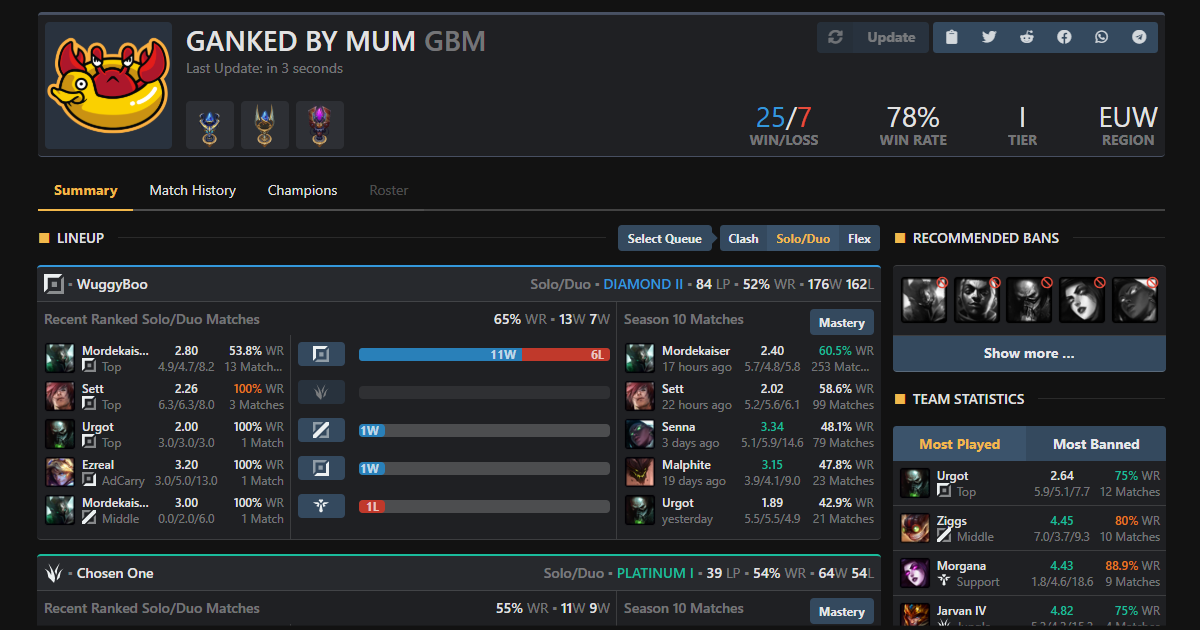 GANKED BY MUM GBM
Last Update: in 3 seconds
Update
25/7
WIN/LOSS
78%
WIN RATE
I
TIER
EUW
REGION
Summary
Match History
Champions
Roster
LINEUP
Select Queue
Clash
Solo/Duo
Flex
WuggyBoo
Solo/Duo • DIAMOND II • 84 LP • 52% WR • 176W 162L
Recent Ranked Solo/Duo Matches
65% WR • 13W 7W
Mordekais... 2.80 53.8% WR
Top 4.9/4.7/8.2 13 Matc...
Sett 2.26 100% WR
Top 6.3/6.3/8.0 3 Matches
Urgot 2.00 100% WR
Top 3.0/3.0/3.0 1 Match
Ezreal 3.20 100% WR
AdCarry 3.0/5.0/13.0 1 Match
Mordekais... 3.00 100% WR
Middle 0.0/2.0/6.0 1 Match
11W 6L
1W
1W
1L
Season 10 Matches
Mastery
Mordekaiser 2.40 60.5% WR
17 hours ago 5.7/4.8/5.8 253 Matc...
Sett 2.02 58.6% WR
22 hours ago 5.2/5.6/6.1 99 Matches
Senna 3.34 48.1% WR
3 days ago 5.1/5.9/14.6 79 Matches
Malphite 3.15 47.8% WR
19 days ago 3.9/4.1/9.0 23 Matches
Urgot 1.89 42.9% WR
yesterday 5.5/5.5/4.9 21 Matches
Chosen One
Solo/Duo • PLATINUM I • 39 LP • 54% WR • 64W 54L
Recent Ranked Solo/Duo Matches
55% WR • 11W 9W
Season 10 Matches
Mastery
RECOMMENDED BANS
Show more ...
TEAM STATISTICS
Most Played
Most Banned
Urgot 2.64 75% WR
Top 5.9/5.1/7.7 12 Matches
Ziggs 4.45 80% WR
Middle 7.0/3.7/9.3 10 Matches
Morgana 4.43 88.9% WR
Support 1.8/4.6/18.6 9 Matches
Jarvan IV 4.82 75% WR